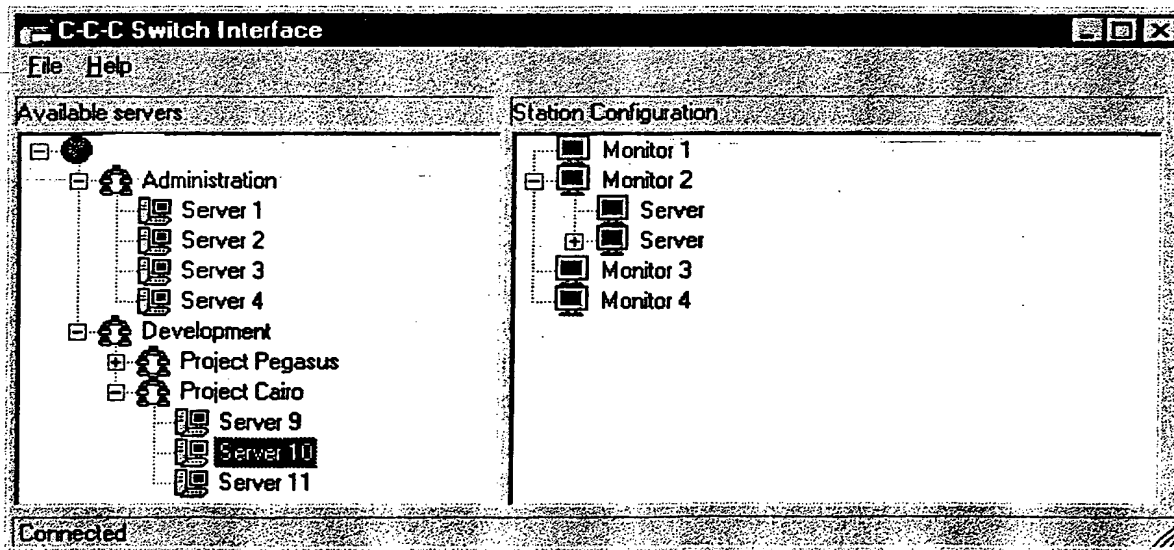 C-C-C Switch Interface
File Help
Available servers
Administration
Server 1
Server 2
Server 3
Server 4
Development
Project Pegasus
Project Cairo
Server 9
Server 10
Server 11
Station Configuration
Monitor 1
Monitor 2
Server
Server
Monitor 3
Monitor 4
Connected